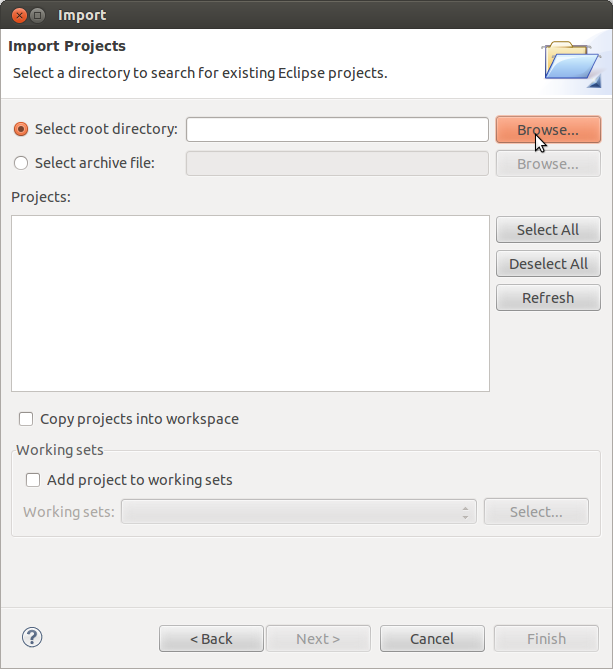 Import
Import Projects
Select a directory to search for existing Eclipse projects.
Select root directory: Browse...
Select archive file: Browse...
Projects:
Select All
Deselect All
Refresh
Copy projects into workspace
Working sets
Add project to working sets
Working sets: Select...
? < Back Next > Cancel Finish